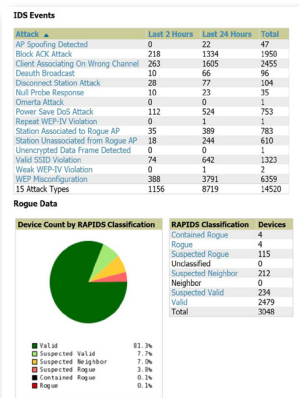 IDS Events
Attack ▲ Last 2 Hours Last 24 Hours Total
AP Spoofing Detected 0 22 47
Block ACK Attack 218 1334 1950
Client Associating On Wrong Channel 263 1605 2455
Deauth Broadcast 10 66 96
Disconnect Station Attack 28 77 104
Null Probe Response 10 23 35
Omerta Attack 0 0 1
Power Save DoS Attack 112 524 753
Repeat WEP-IV Violation 0 1 1
Station Associated to Rogue AP 35 389 783
Station Unassociated from Rogue AP 18 244 610
Unencrypted Data Frame Detected 0 0 1
Valid SSID Violation 74 642 1323
Weak WEP-IV Violation 0 1 2
WEP Misconfiguration 388 3791 6359
15 Attack Types 1156 8719 14520
Rogue Data
Device Count by RAPIDS Classification
Valid 81.3%
Suspected Valid 7.7%
Suspected Neighbor 7.0%
Suspected Rogue 3.8%
Contained Rogue 0.1%
Rogue 0.1%
RAPIDS Classification Devices
Contained Rogue 4
Rogue 4
Suspected Rogue 115
Unclassified 0
Suspected Neighbor 212
Neighbor 0
Suspected Valid 234
Valid 2479
Total 3048